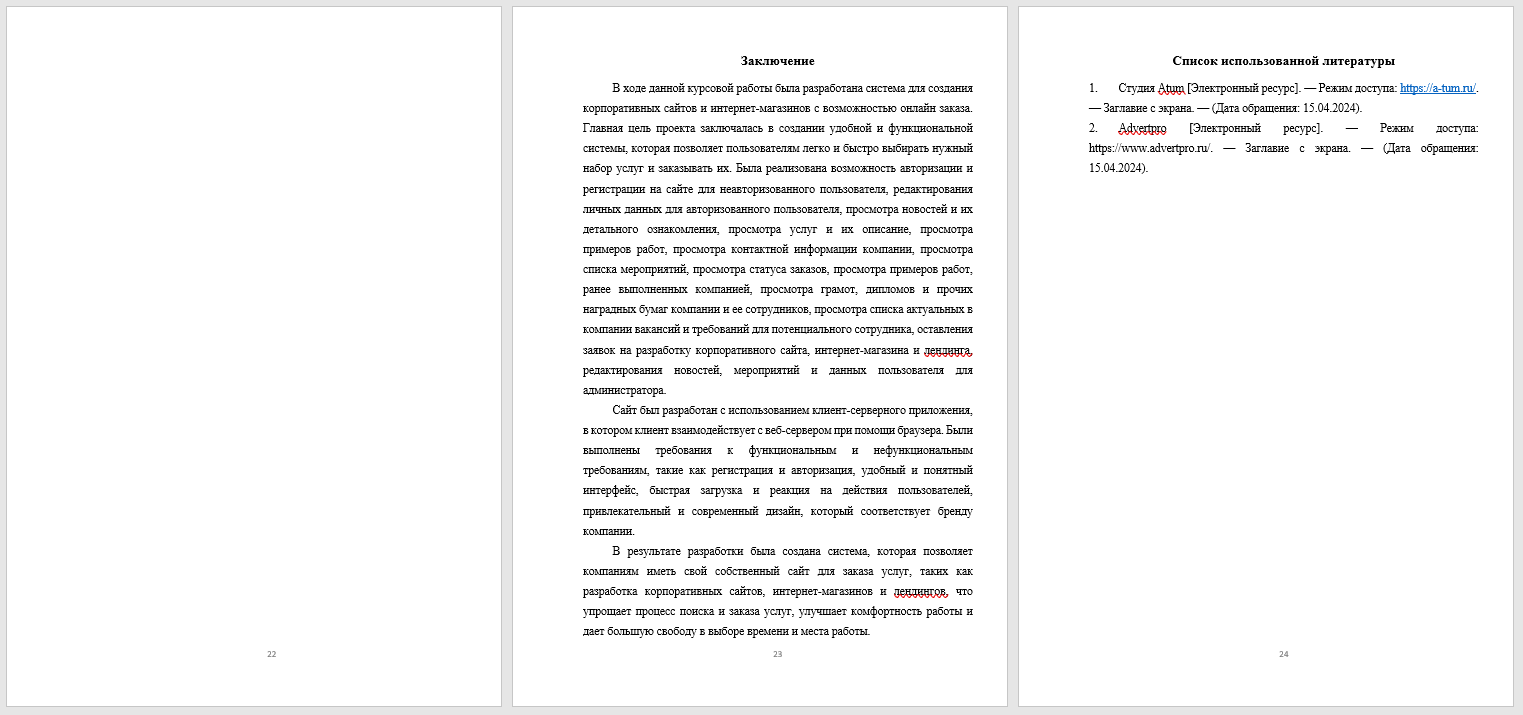 22
Заключение
В ходе данной курсовой работы была разработана система для создания
корпоративных сайтов и интернет-магазинов с возможностью онлайн заказа.
Главная цель проекта заключалась в создании удобной и функциональной
системы, которая позволяет пользователям легко и быстро выбирать нужный
набор услуг и заказывать их. Была реализована возможность авторизации и
регистрации на сайте для неавторизованного пользователя, редактирования
личных данных для авторизованного пользователя, просмотра новостей и их
детального ознакомления, просмотра услуг и их описание, просмотра
примеров работ, просмотра контактной информации компании, просмотра
списка мероприятий, просмотра статуса заказов, просмотра примеров работ,
ранее выполненных компанией, просмотра грамот, дипломов и прочих
наградных бумаг компании и ее сотрудников, просмотра списка актуальных в
компании вакансий и требований для потенциального сотрудника, оставления
заявок на разработку корпоративного сайта, интернет-магазина и лендинга,
редактирования новостей, мероприятий и данных пользователя для
администратора.
Сайт был разработан с использованием клиент-серверного приложения,
в котором клиент взаимодействует с веб-сервером при помощи браузера. Были
выполнены требования к функциональным и нефункциональным
требованиям, такие как регистрация и авторизация, удобный и понятный
интерфейс, быстрая загрузка и реакция на действия пользователей,
привлекательный и современный дизайн, который соответствует бренду
компании.
В результате разработки была создана система, которая позволяет
компаниям иметь свой собственный сайт для заказа услуг, таких как
разработка корпоративных сайтов, интернет-магазинов и лендингов, что
упрощает процесс поиска и заказа услуг, улучшает комфортность работы и
дает большую свободу в выборе времени и места работы.
23
Список использованной литературы
1. Студия Atum [Электронный ресурс]. — Режим доступа: https://a-tum.ru/.
— Заглавие с экрана. — (Дата обращения: 15.04.2024).
2. Advertpro [Электронный ресурс]. — Режим доступа:
https://www.advertpro.ru/. — Заглавие с экрана. — (Дата обращения:
15.04.2024).
24